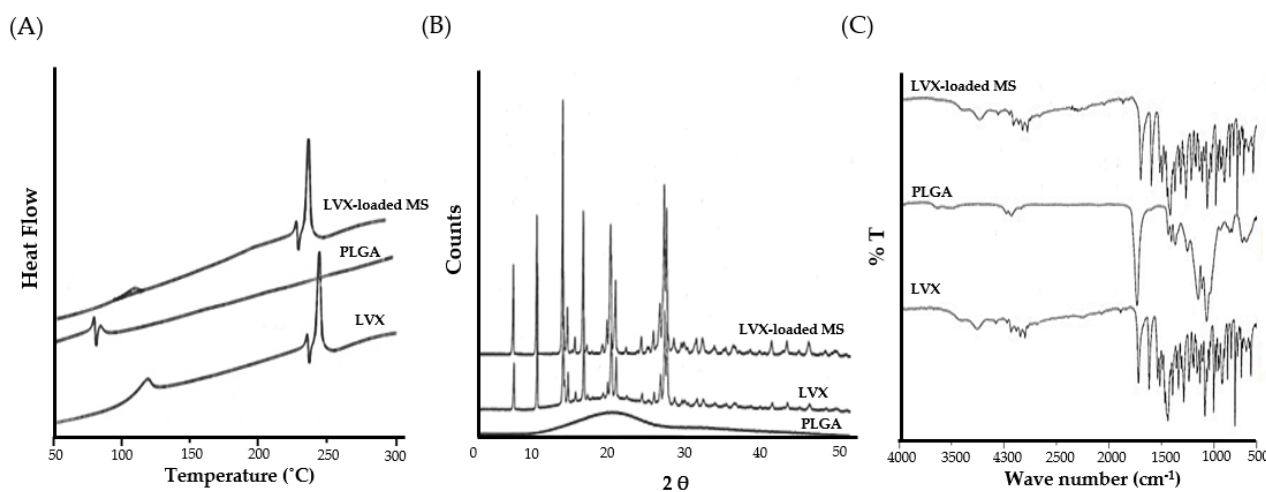 (A)
Heat Flow
LVX-loaded MS
PLGA
LVX
50 100 150 200 250 300
Temperature (˚C)
(B)
Counts
LVX-loaded MS
LVX
PLGA
0 10 20 30 40 50
2 θ
(C)
% T
LVX-loaded MS
PLGA
LVX
4000 4300 2500 1500 1000 500
Wave number (cm-1)